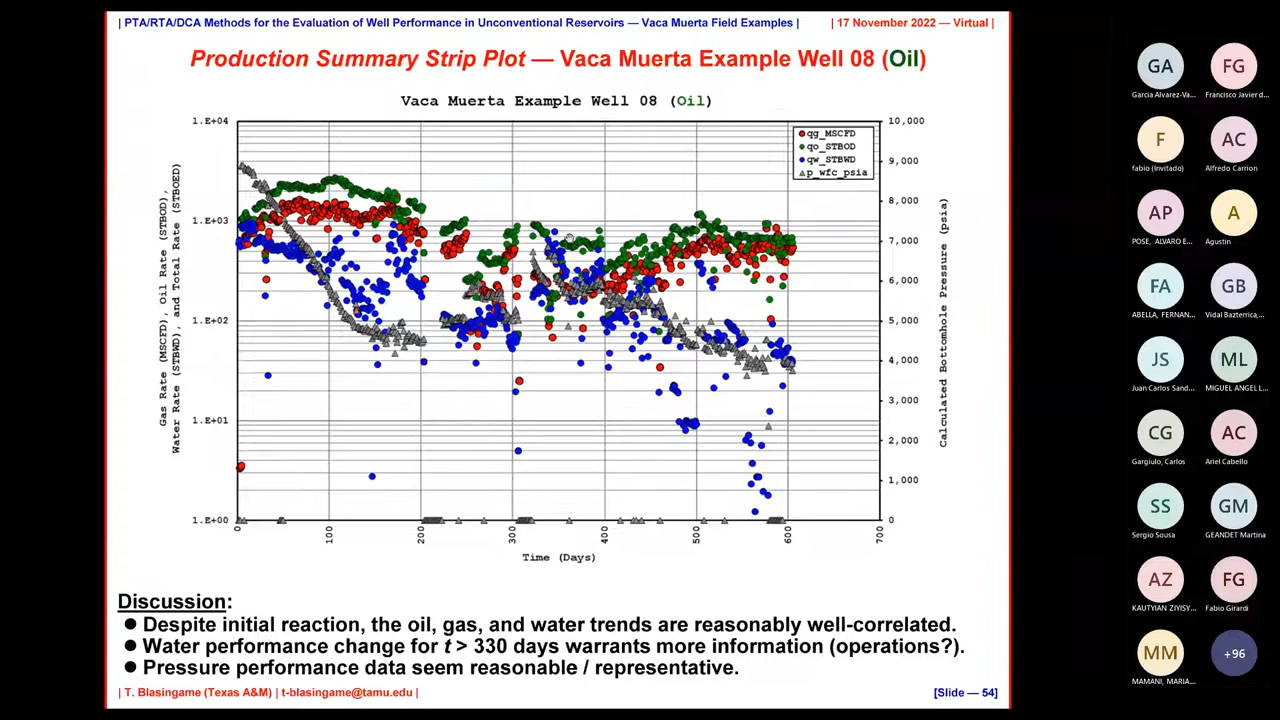 | PTA/RTA/DCA Methods for the Evaluation of Well Performance in Unconventional Reservoirs — Vaca Muerta Field Examples | | 17 November 2022 — Virtual |
Production Summary Strip Plot — Vaca Muerta Example Well 08 (Oil)
Vaca Muerta Example Well 08 (Oil)
Gas Rate (MSCFD), Oil Rate (STBOD),
Water Rate (STBWD), and Total Rate (STBOED)
1.E+04
1.E+03
1.E+02
1.E+01
1.E+00
qg_MSCFD
qo_STBOD
qw_STBWD
p_wfc_psia
10,000
9,000
8,000
7,000
6,000
5,000
4,000
3,000
2,000
1,000
0
Calculated Bottomhole Pressure (psia)
0 100 200 300 400 500 600 700
Time (Days)
Discussion:
● Despite initial reaction, the oil, gas, and water trends are reasonably well-correlated.
● Water performance change for t > 330 days warrants more information (operations?).
● Pressure performance data seem reasonable / representative.
| T. Blasingame (Texas A&M) | t-blasingame@tamu.edu | [Slide — 54]
GA FG
Garcia Alvarez-Va... Francisco Javier d...
F AC
fabio (Invitado) Alfredo Carrion
AP A
POSE, ALVARO E... Agustin
FA GB
ABELLA, FERNAN... Vidal Bazterrica,...
JS ML
Juan Carlos Sand... MIGUEL ANGEL L...
CG AC
Gargiulo, Carlos Ariel Cabello
SS GM
Sergio Sousa GEANDET Martina
AZ FG
KAUTYIAN ZIYISY... Fabio Girardi
MM +96
MAMANI, MARIA...